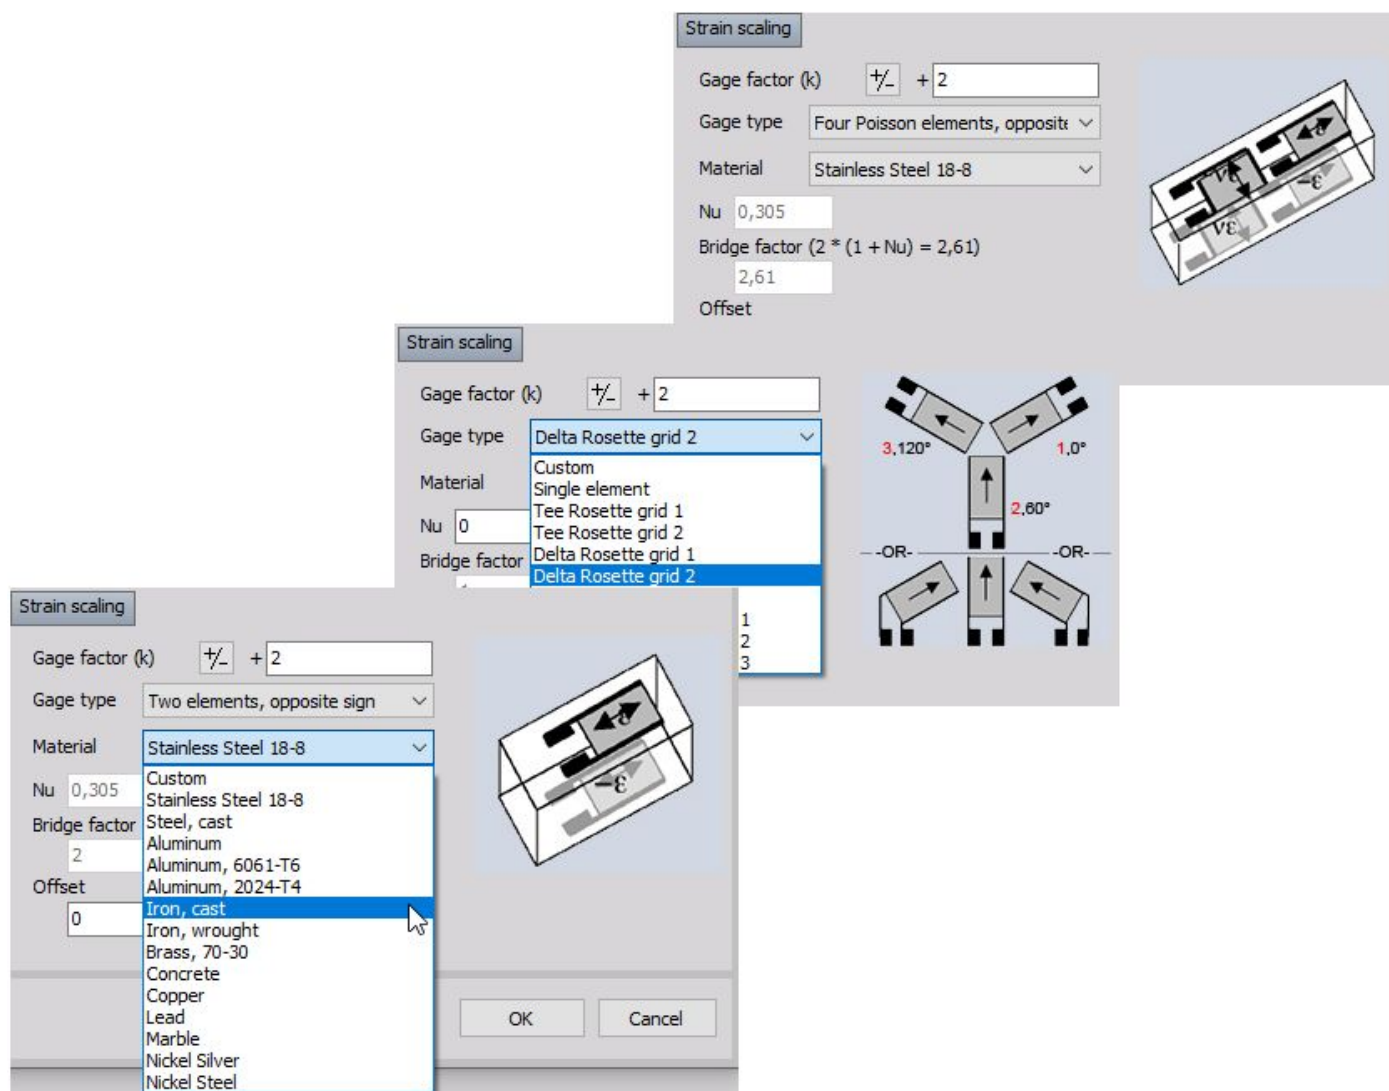 Strain scaling
Gage factor (k) +/- + 2
Gage type Four Poisson elements, opposite
Material Stainless Steel 18-8
Nu 0,305
Bridge factor (2 * (1 + Nu) = 2,61)
2,61
Offset
ε
-νε
-ε
νε
Strain scaling
Gage factor (k) +/- + 2
Gage type Delta Rosette grid 2
Custom
Material
Single element
Tee Rosette grid 1
Nu 0
Tee Rosette grid 2
Bridge factor
Delta Rosette grid 1
Delta Rosette grid 2
1
2
3
3,120°
1,0°
2,60°
-OR- -OR-
Strain scaling
Gage factor (k) +/- + 2
Gage type Two elements, opposite sign
Material Stainless Steel 18-8
Nu 0,305
Bridge factor
2
Offset
0
Custom
Stainless Steel 18-8
Steel, cast
Aluminum
Aluminum, 6061-T6
Aluminum, 2024-T4
Iron, cast
Iron, wrought
Brass, 70-30
Concrete
Copper
Lead
Marble
Nickel Silver
Nickel Steel
ε
-ε
OK Cancel